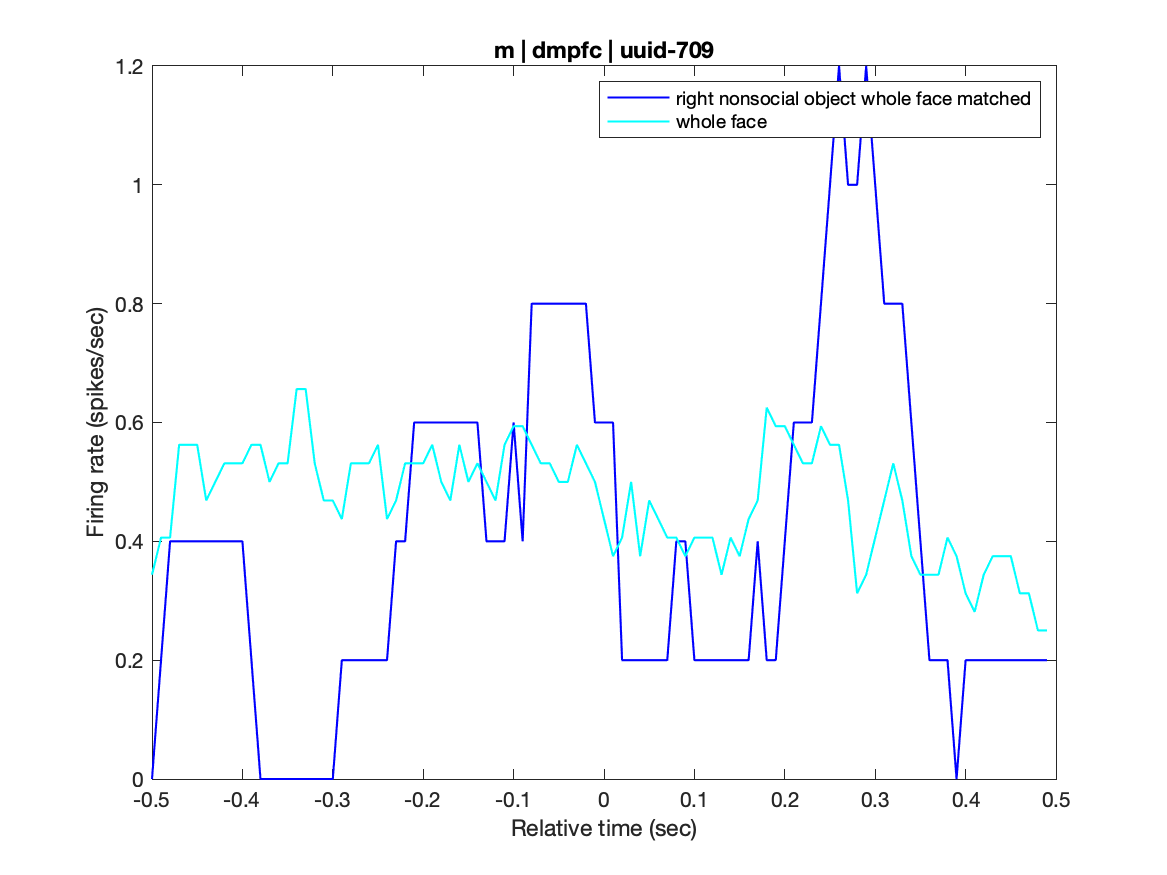 m | dmpfc | uuid-709
right nonsocial object whole face matched
whole face
Firing rate (spikes/sec)
1.2
1
0.8
0.6
0.4
0.2
0
-0.5 -0.4 -0.3 -0.2 -0.1 0 0.1 0.2 0.3 0.4 0.5
Relative time (sec)